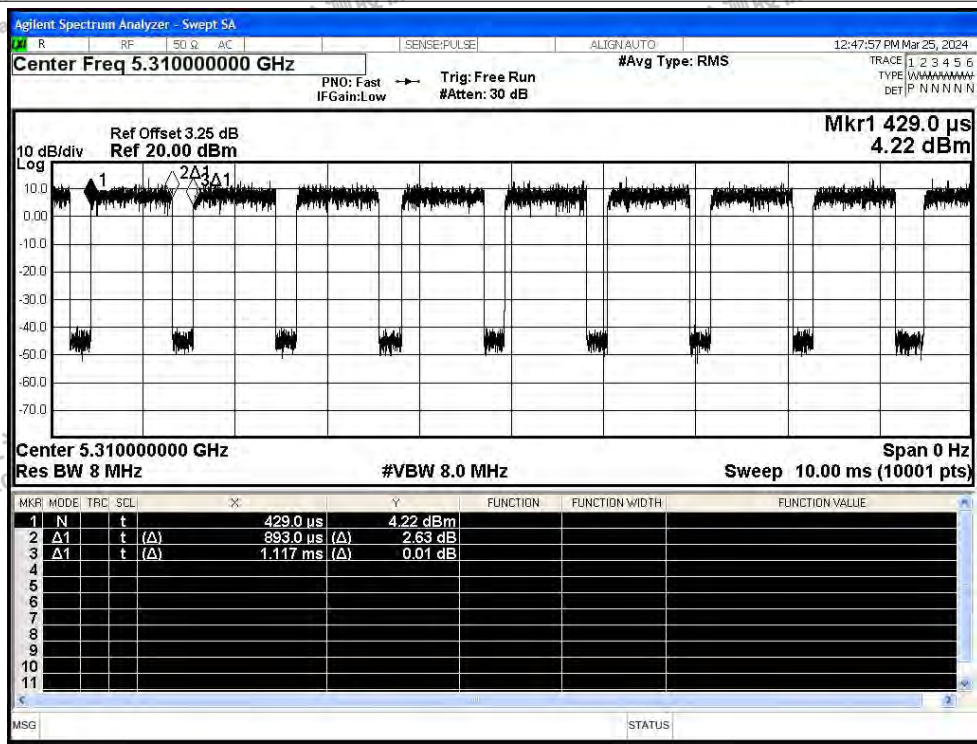 Agilent Spectrum Analyzer - Swept SA
R RF 50 Ω AC SENSE:PULSE ALIGN AUTO 12:47:57 PM Mar 25, 2024
Center Freq 5.310000000 GHz #Avg Type: RMS TRACE 1 2 3 4 5 6
PNO: Fast Trig: Free Run TYPE WWWWWW
IFGain:Low #Atten: 30 dB DET P N N N N N
Ref Offset 3.25 dB Mkr1 429.0 µs
10 dB/div Ref 20.00 dBm 4.22 dBm
Log
1 2Δ1 3Δ1
10.0
0.00
-10.0
-20.0
-30.0
-40.0
-50.0
-60.0
-70.0
Center 5.310000000 GHz Span 0 Hz
Res BW 8 MHz #VBW 8.0 MHz Sweep 10.00 ms (10001 pts)
MKR MODE TRC SCL X Y FUNCTION FUNCTION WIDTH FUNCTION VALUE
1 N t 429.0 µs 4.22 dBm
2 Δ1 t (Δ) 893.0 µs (Δ) 2.63 dB
3 Δ1 t (Δ) 1.117 ms (Δ) 0.01 dB
4
5
6
7
8
9
10
11
MSG STATUS